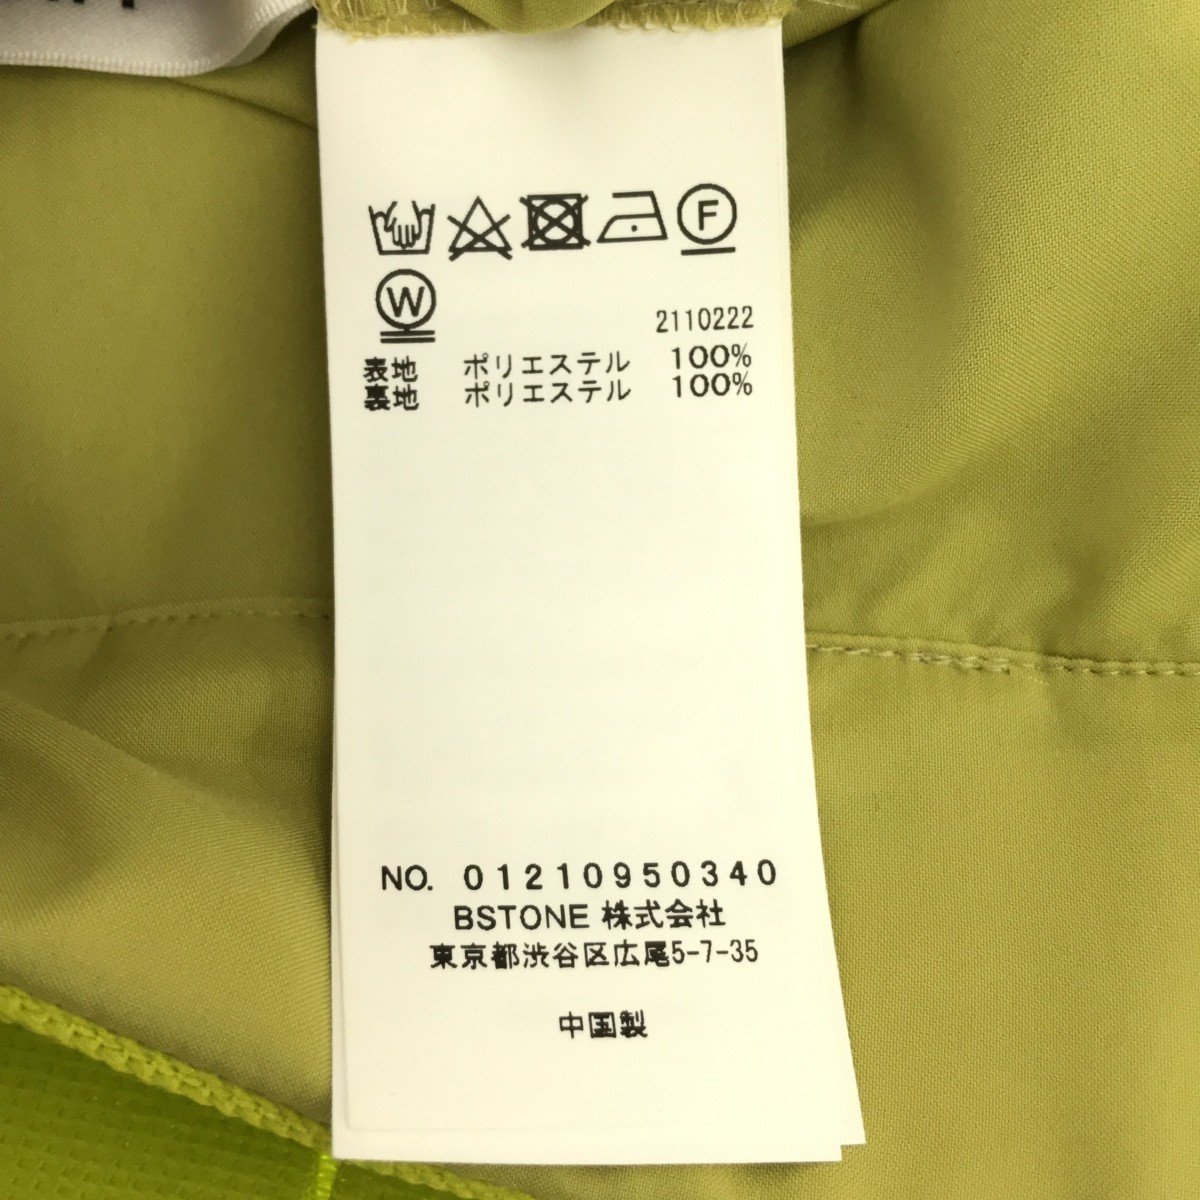 F
W
2110222
表地 ポリエステル 100%
裏地 ポリエステル 100%
NO. 01210950340
BSTONE 株式会社
東京都渋谷区広尾5-7-35
中国製